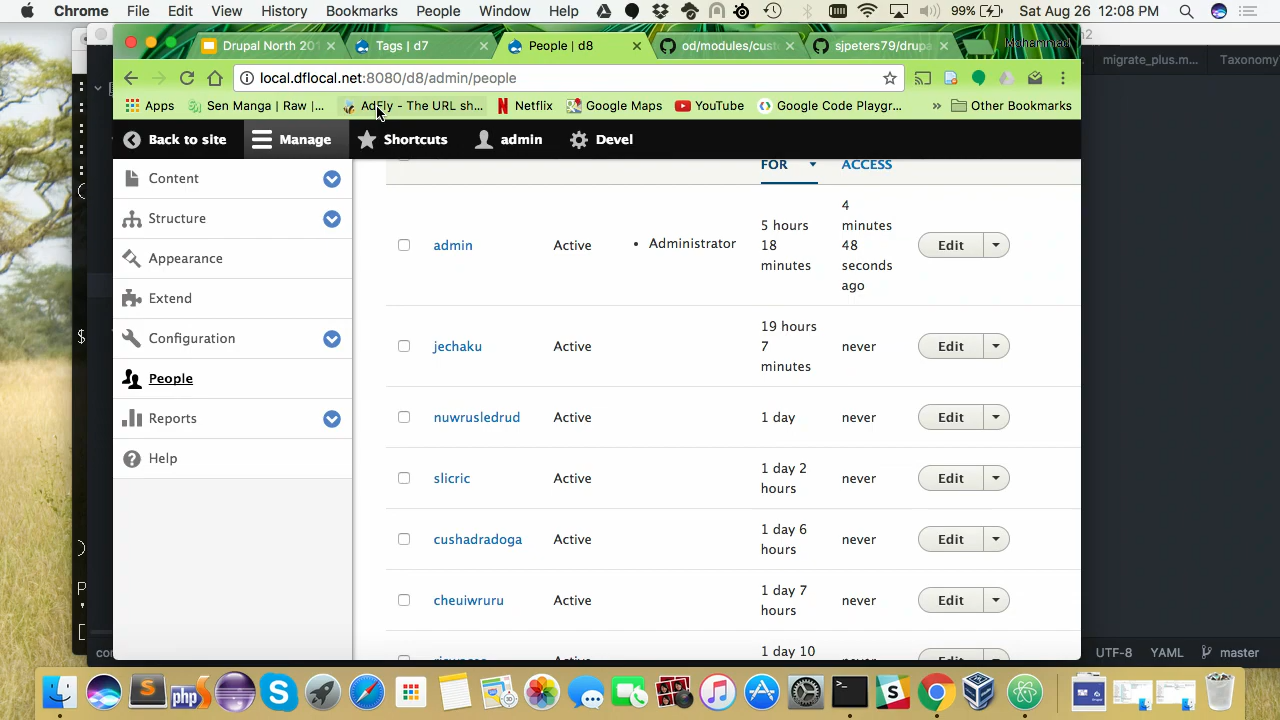 Chrome File Edit View History Bookmarks People Window Help 99% Sat Aug 26 12:08 PM
Drupal North 201
Tags | d7
People | d8
od/modules/cust
sjpeters79/drupa
Mohammad
local.dflocal.net:8080/d8/admin/people
Apps
Sen Manga | Raw |...
AdFly - The URL sh...
Netflix
Google Maps
YouTube
Google Code Playgr...
» Other Bookmarks
migrate_plus.m...
Taxonomy
Back to site
Manage
Shortcuts
admin
Devel
Content
Structure
Appearance
Extend
Configuration
People
Reports
Help
FOR
ACCESS
admin
Active
• Administrator
5 hours
18
minutes
4
minutes
48
seconds
ago
Edit
jechaku
Active
19 hours
7
minutes
never
Edit
nuwrusledrud
Active
1 day
never
Edit
slicric
Active
1 day 2
hours
never
Edit
cushadradoga
Active
1 day 6
hours
never
Edit
cheuiwruru
Active
1 day 7
hours
never
Edit
1 day 10
UTF-8
YAML
master
php